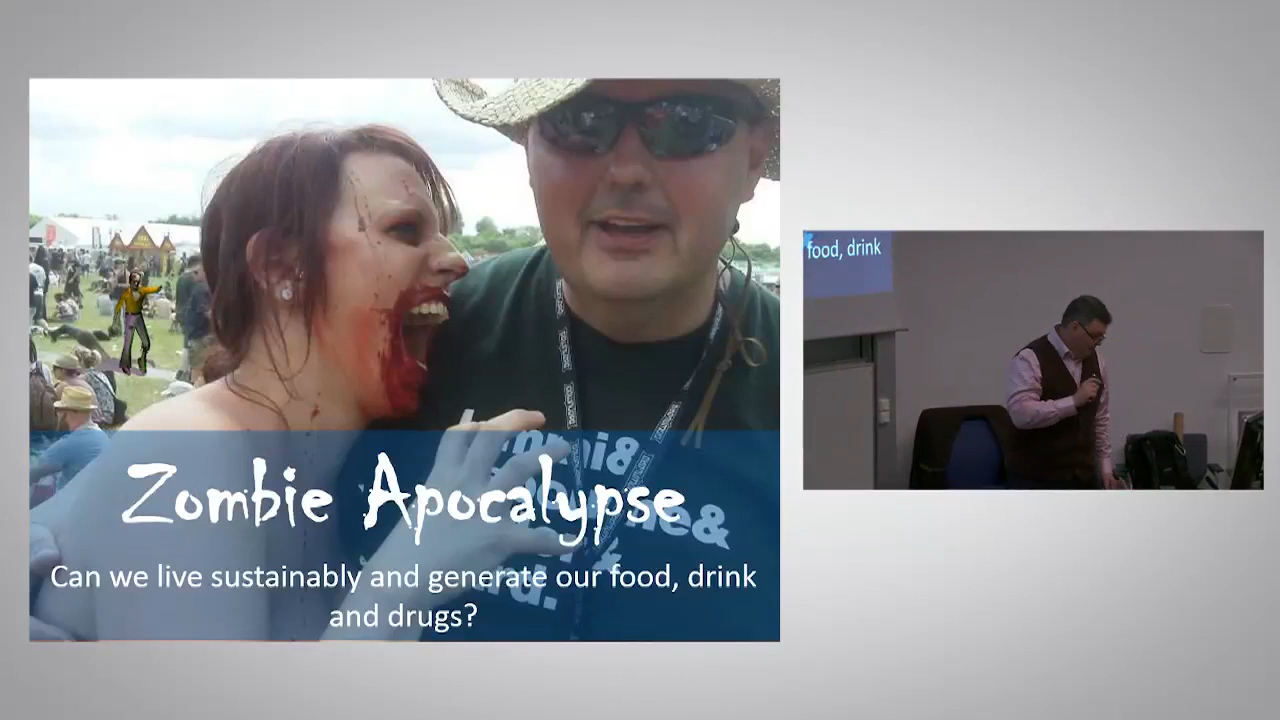 Zombie Apocalypse
Can we live sustainably and generate our food, drink
and drugs?
food, drink